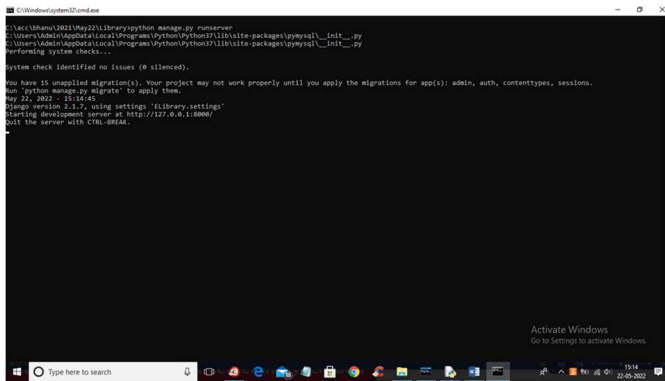 C:\Windows\system32\cmd.exe
C:\acc\bhanu\2021\May22\Library>python manage.py runserver
C:\Users\Admin\AppData\Local\Programs\Python\Python37\lib\site-packages\pymysql\__init__.py
C:\Users\Admin\AppData\Local\Programs\Python\Python37\lib\site-packages\pymysql\__init__.py
Performing system checks...
System check identified no issues (0 silenced).
You have 15 unapplied migration(s). Your project may not work properly until you apply the migrations for app(s): admin, auth, contenttypes, sessions.
Run 'python manage.py migrate' to apply them.
May 22, 2022 - 15:14:45
Django version 2.1.7, using settings 'ELibrary.settings'
Starting development server at http://127.0.0.1:8000/
Quit the server with CTRL-BREAK.
Activate Windows
Go to Settings to activate Windows.
Type here to search
15:14
22-05-2022